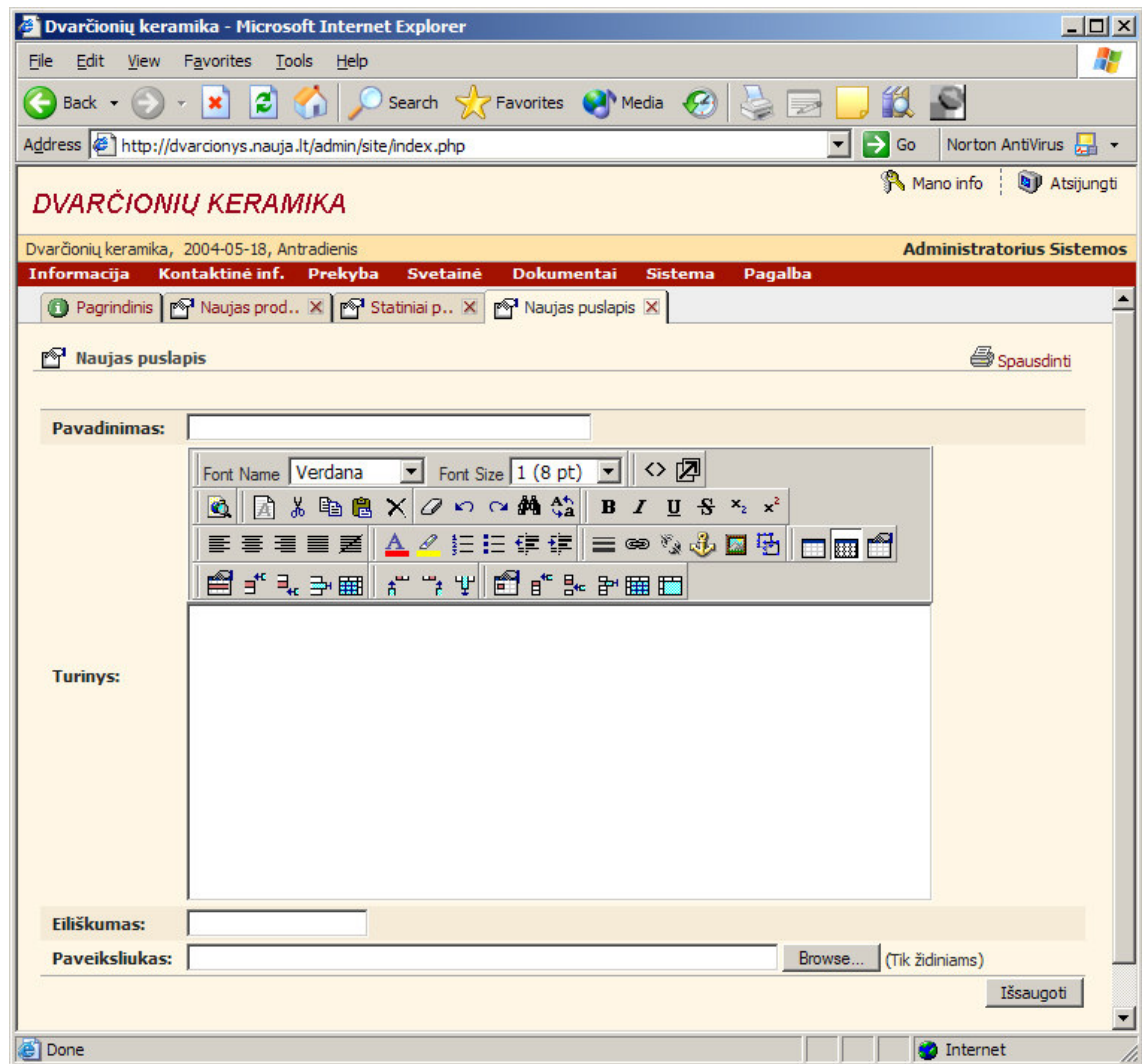 Dvarčionių keramika - Microsoft Internet Explorer
File Edit View Favorites Tools Help
Back Search Favorites Media
Address http://dvarcionys.nauja.lt/admin/site/index.php Go Norton AntiVirus
Mano info Atsijungti
DVARČIONIŲ KERAMIKA
Dvarčionių keramika, 2004-05-18, Antradienis Administratorius Sistemos
Informacija Kontaktinė inf. Prekyba Svetainė Dokumentai Sistema Pagalba
Pagrindinis Naujas prod.. Statiniai p.. Naujas puslapis
Naujas puslapis Spausdinti
Pavadinimas:
Font Name Verdana Font Size 1 (8 pt)
B I U S x₂ x²
Turinys:
Eiliškumas:
Paveiksliukas: Browse... (Tik židiniams)
Išsaugoti
Done Internet